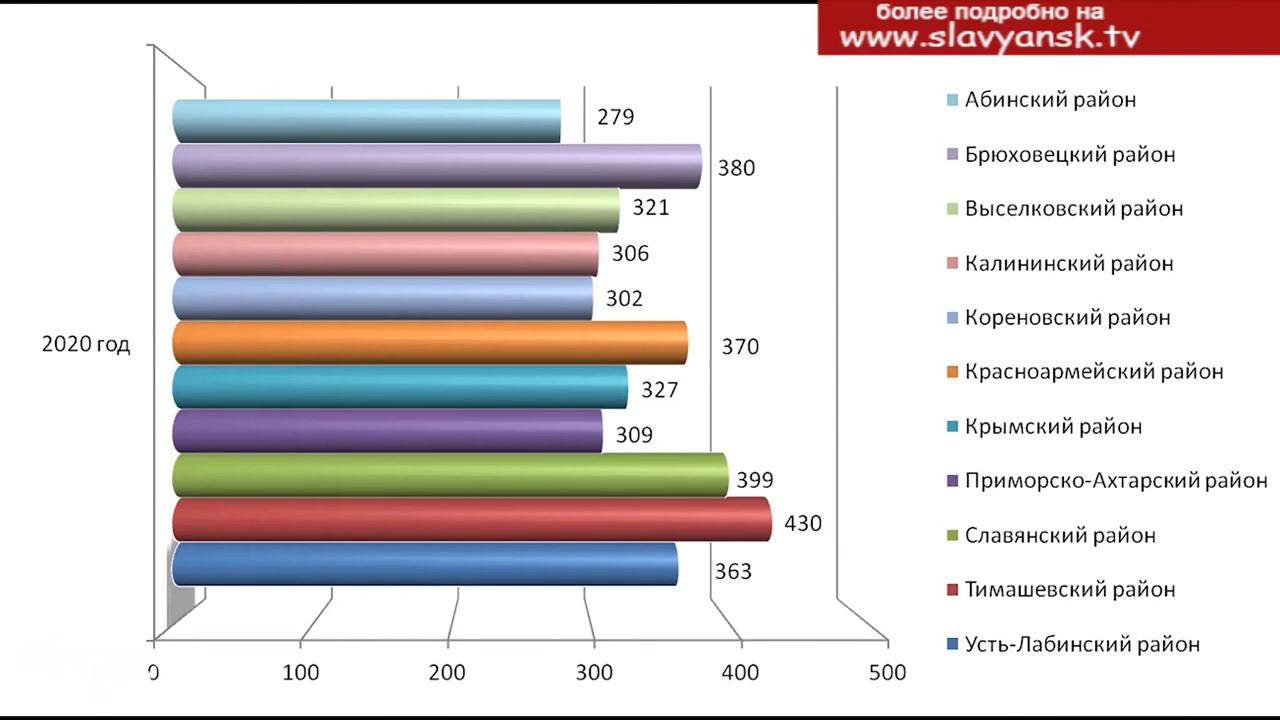 более подробно на
www.slavyansk.tv
279
380
321
306
302
370
327
309
399
430
363
2020 год
0
100
200
300
400
500
Абинский район
Брюховецкий район
Выселковский район
Калининский район
Кореновский район
Красноармейский район
Крымский район
Приморско-Ахтарский район
Славянский район
Тимашевский район
Усть-Лабинский район